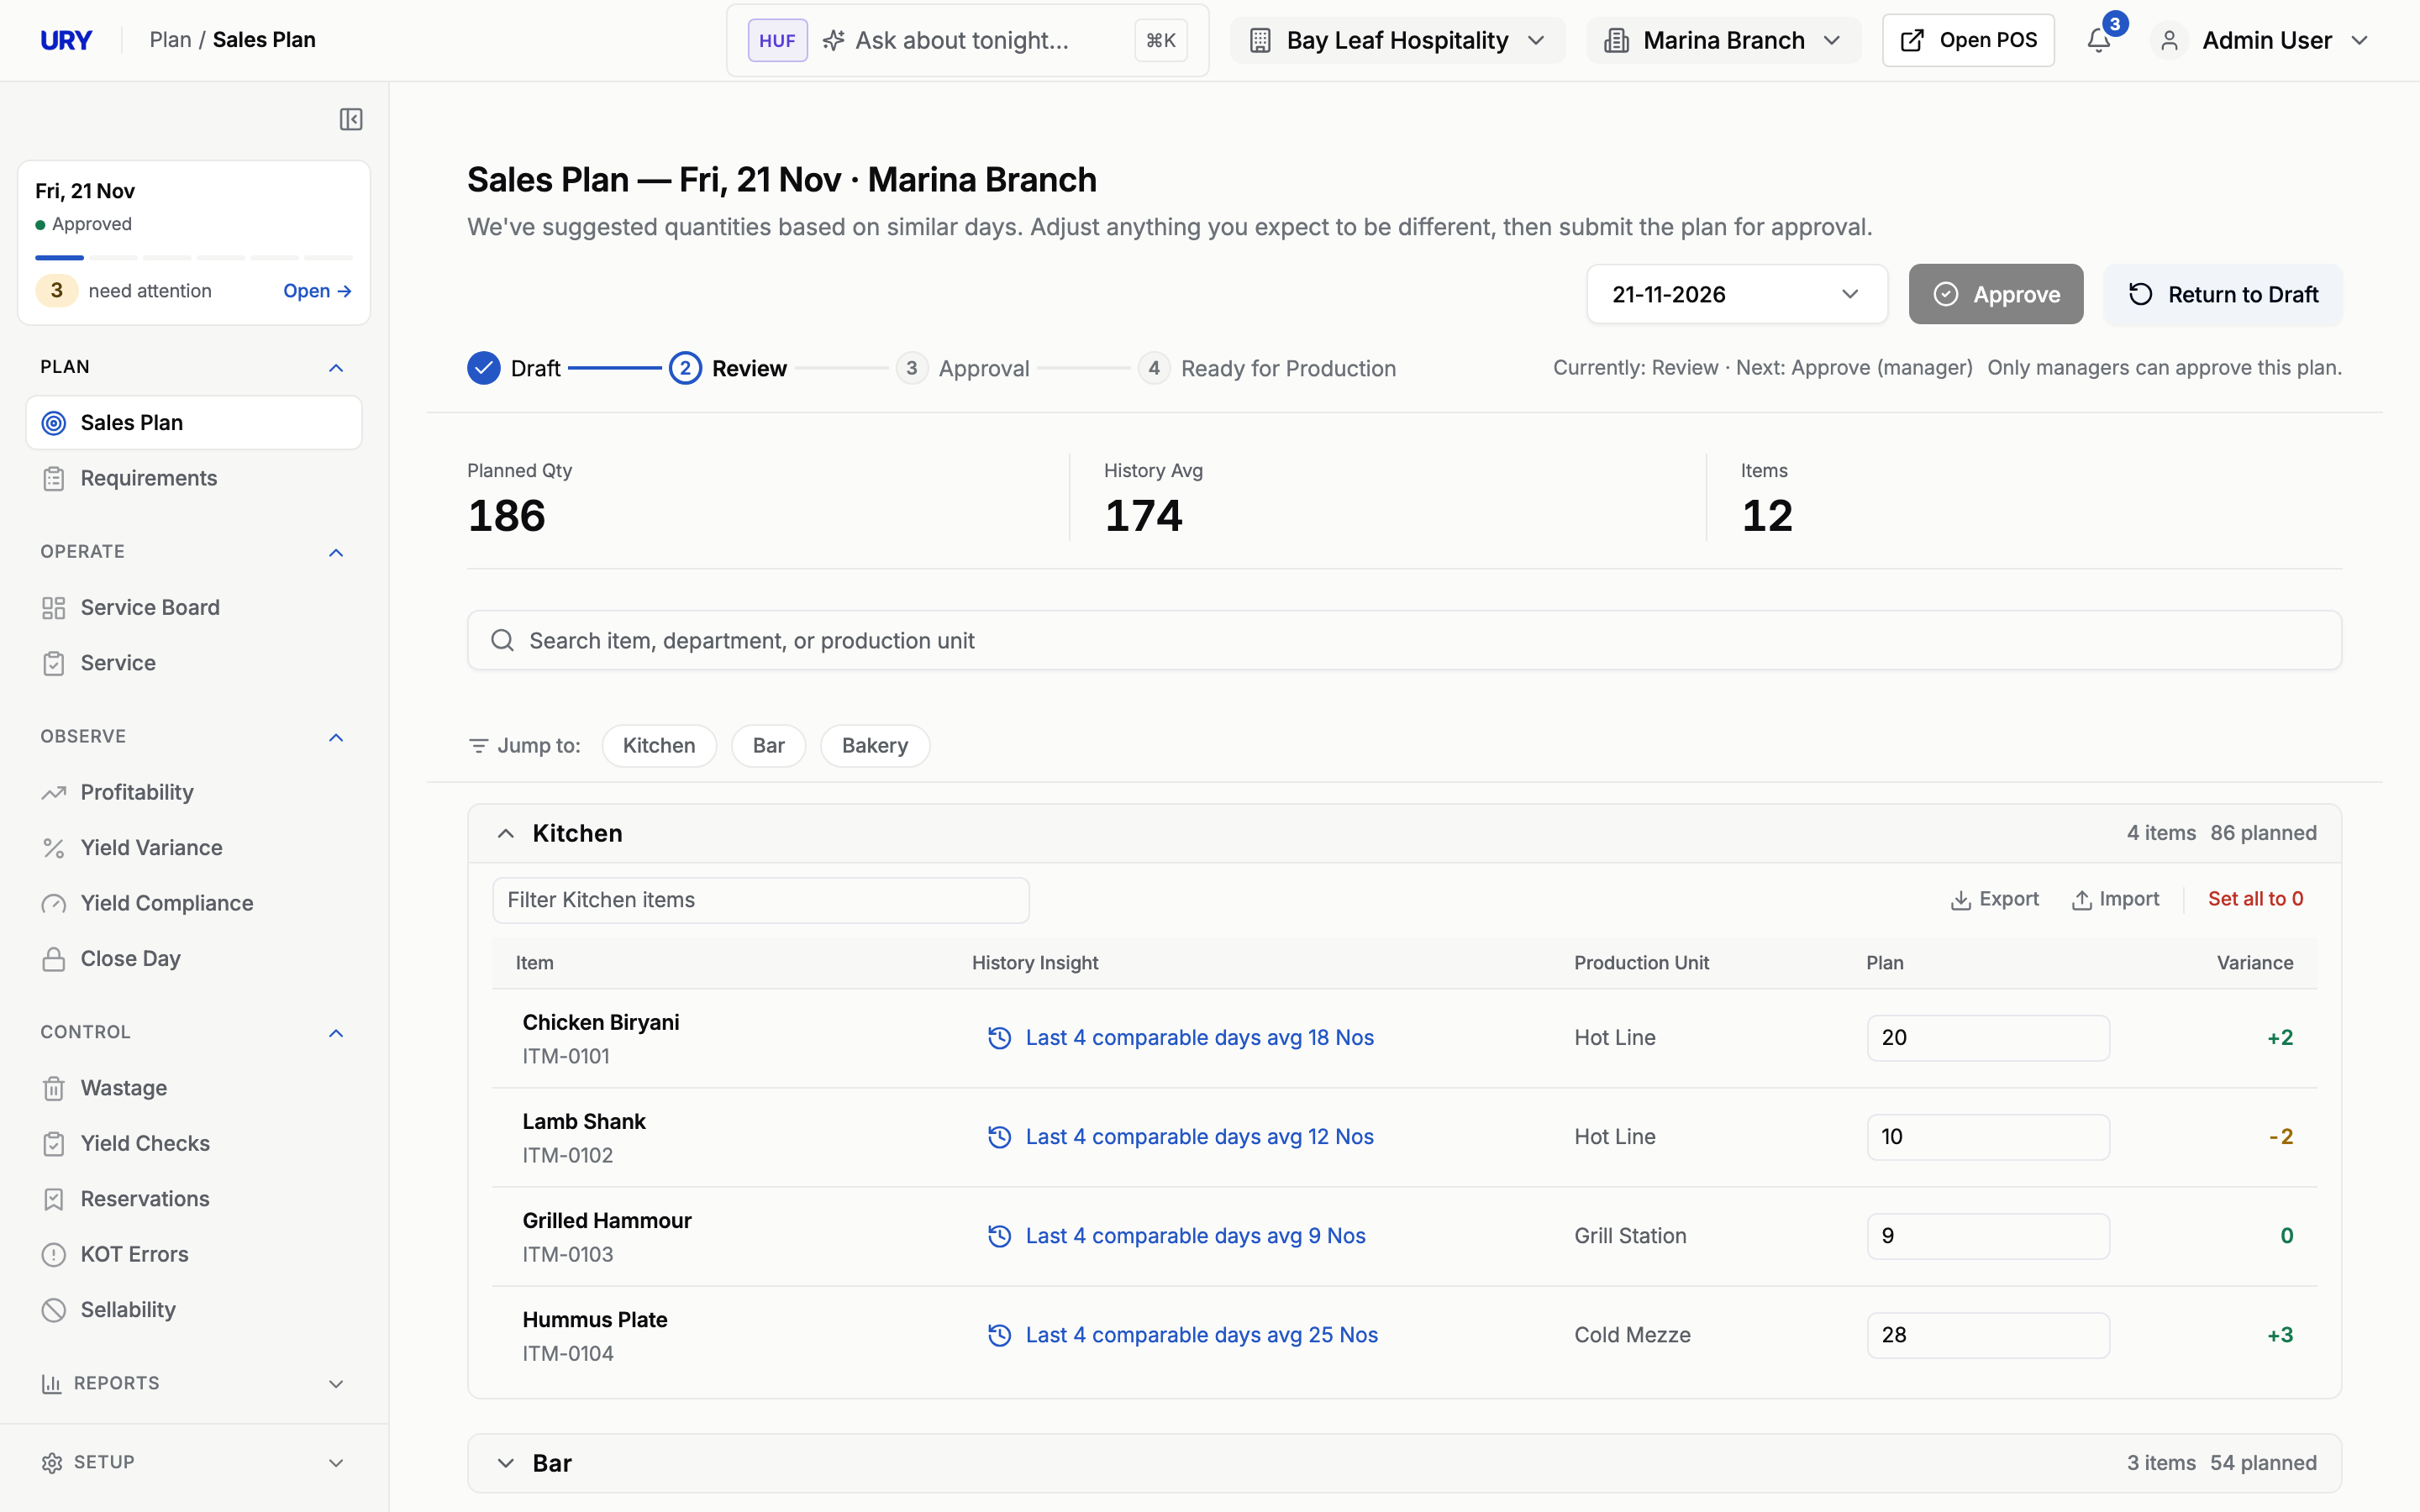 URY
Plan / Sales Plan
HUF Ask about tonight... ⌘K
Bay Leaf Hospitality
Marina Branch
Open POS
3
Admin User
Fri, 21 Nov
Approved
3 need attention Open →
PLAN
Sales Plan
Requirements
OPERATE
Service Board
Service
OBSERVE
Profitability
Yield Variance
Yield Compliance
Close Day
CONTROL
Wastage
Yield Checks
Reservations
KOT Errors
Sellability
REPORTS
SETUP
Sales Plan — Fri, 21 Nov · Marina Branch
We've suggested quantities based on similar days. Adjust anything you expect to be different, then submit the plan for approval.
21-11-2026 Approve Return to Draft
Draft 2 Review 3 Approval 4 Ready for Production Currently: Review · Next: Approve (manager) Only managers can approve this plan.
Planned Qty History Avg Items
186 174 12
Search item, department, or production unit
Jump to: Kitchen Bar Bakery
Kitchen 4 items 86 planned
Filter Kitchen items Export Import Set all to 0
Item History Insight Production Unit Plan Variance
Chicken Biryani
ITM-0101
Last 4 comparable days avg 18 Nos Hot Line 20 +2
Lamb Shank
ITM-0102
Last 4 comparable days avg 12 Nos Hot Line 10 -2
Grilled Hammour
ITM-0103
Last 4 comparable days avg 9 Nos Grill Station 9 0
Hummus Plate
ITM-0104
Last 4 comparable days avg 25 Nos Cold Mezze 28 +3
Bar 3 items 54 planned